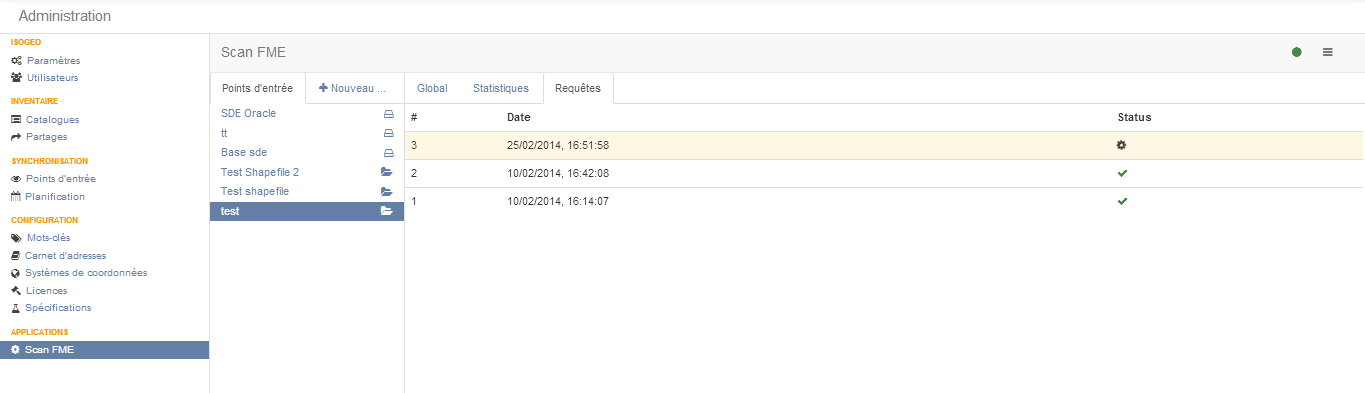 Administration
ISOGEO
Paramètres
Utilisateurs
INVENTAIRE
Catalogues
Partages
SYNCHRONISATION
Points d'entrée
Planification
CONFIGURATION
Mots-clés
Carnet d'adresses
Systèmes de coordonnées
Licences
Spécifications
APPLICATIONS
Scan FME
Scan FME
Points d'entrée Nouveau ...
SDE Oracle
tt
Base sde
Test Shapefile 2
Test shapefile
test
Global Statistiques Requêtes
# Date Status
3 25/02/2014, 16:51:58
2 10/02/2014, 16:42:08
1 10/02/2014, 16:14:07